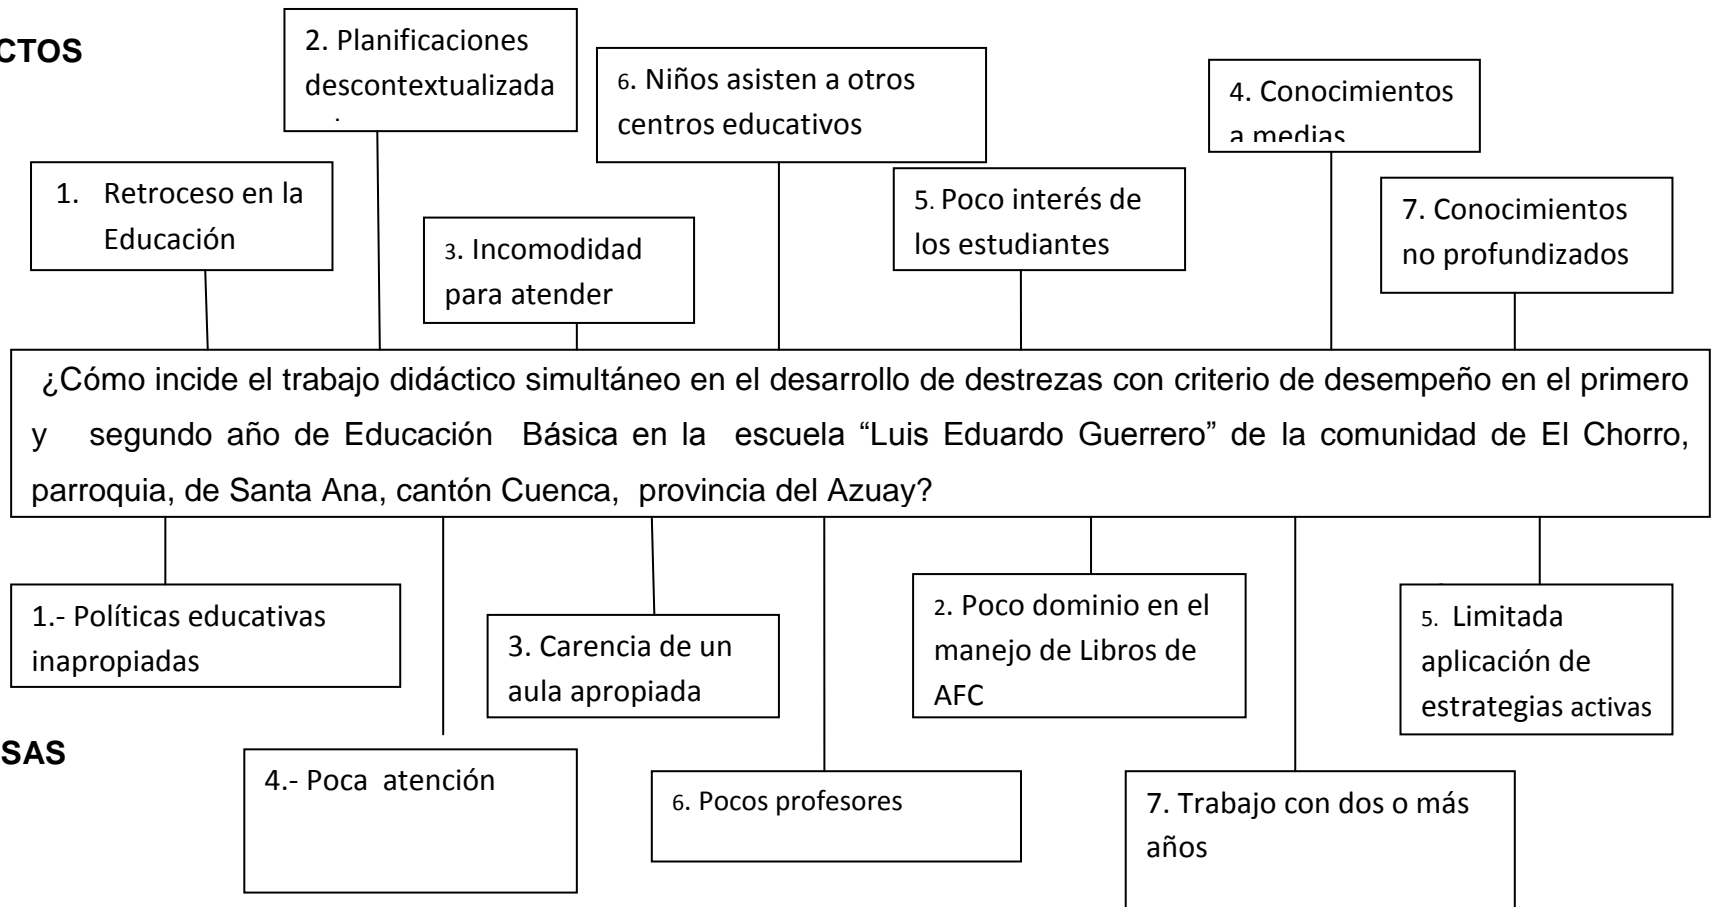 CTOS
2. Planificaciones
descontextualizada
6. Niños asisten a otros
centros educativos
4. Conocimientos
a medias
1. Retroceso en la
Educación
3. Incomodidad
para atender
5. Poco interés de
los estudiantes
7. Conocimientos
no profundizados
¿Cómo incide el trabajo didáctico simultáneo en el desarrollo de destrezas con criterio de desempeño en el primero
y segundo año de Educación Básica en la escuela “Luis Eduardo Guerrero” de la comunidad de El Chorro,
parroquia, de Santa Ana, cantón Cuenca, provincia del Azuay?
1.- Políticas educativas
inapropiadas
3. Carencia de un
aula apropiada
2. Poco dominio en el
manejo de Libros de
AFC
5. Limitada
aplicación de
estrategias activas
SAS
4.- Poca atención
6. Pocos profesores
7. Trabajo con dos o más
años